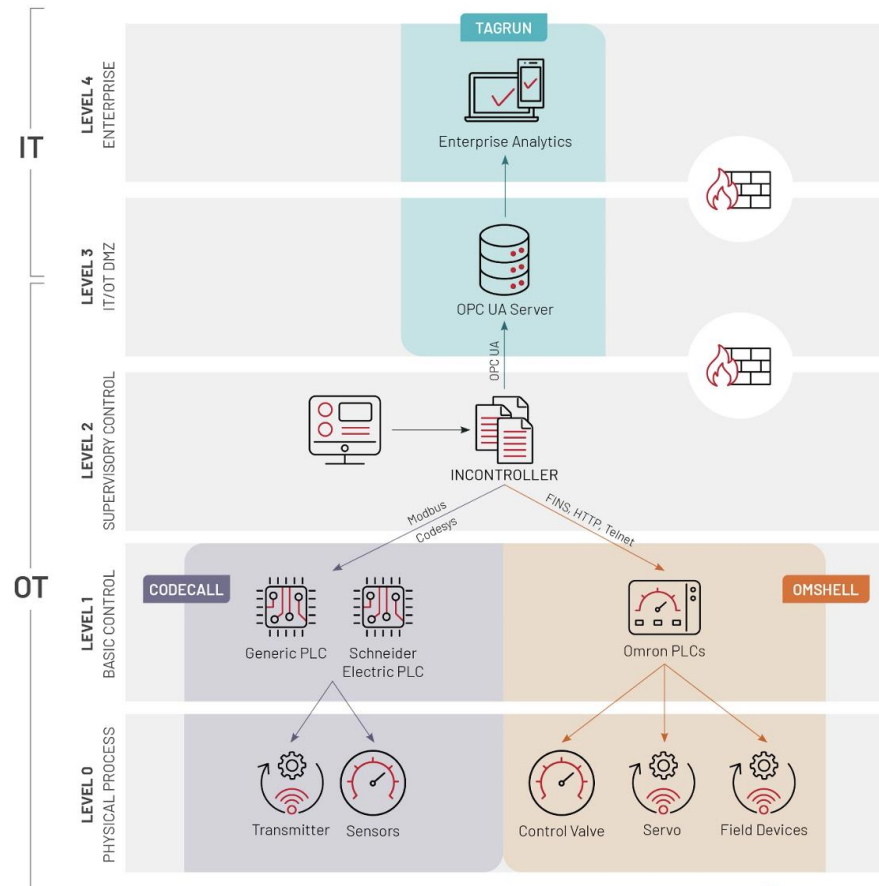 IT
OT
LEVEL 4
ENTERPRISE
TAGRUN
Enterprise Analytics
LEVEL 3
IT/OT DMZ
OPC UA Server
OPC UA
LEVEL 2
SUPERVISORY CONTROL
INCONTROLLER
Modbus
Codesys
FINS, HTTP, Telnet
LEVEL 1
BASIC CONTROL
CODECALL
OMSHELL
Generic PLC
Schneider
Electric PLC
Omron PLCs
LEVEL 0
PHYSICAL PROCESS
Transmitter
Sensors
Control Valve
Servo
Field Devices